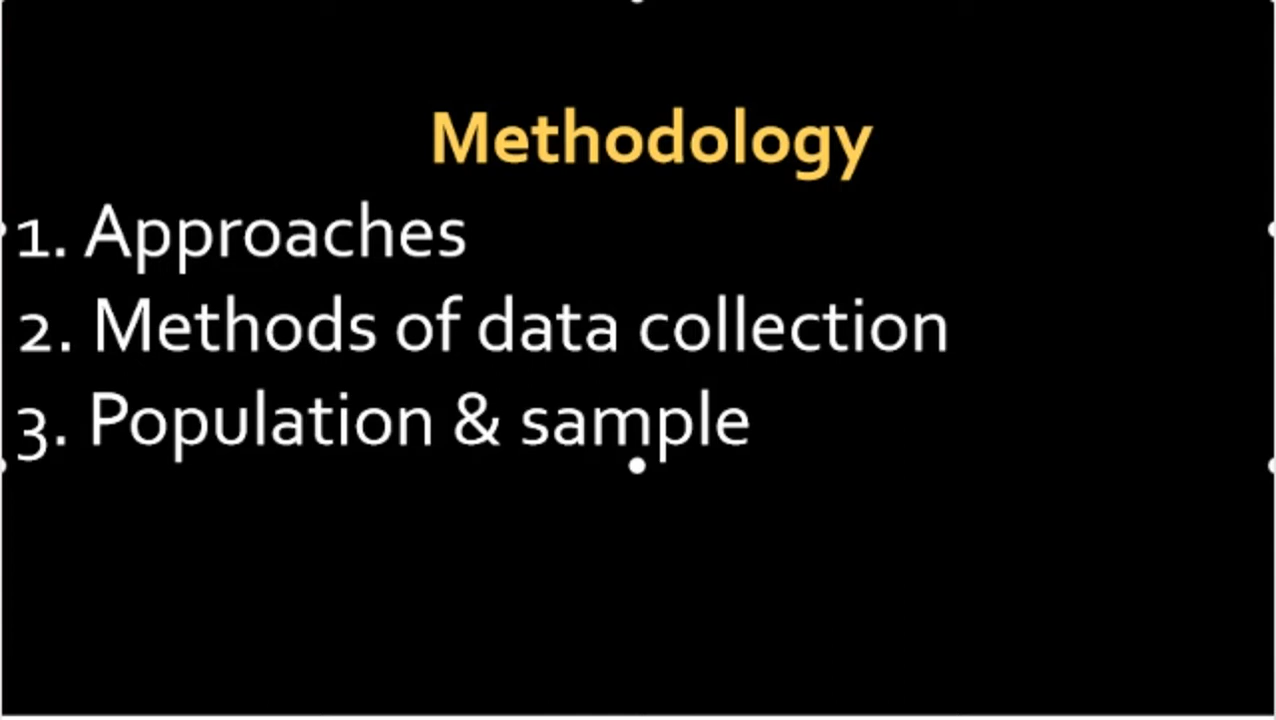 Methodology
1. Approaches
2. Methods of data collection
3. Population & sample